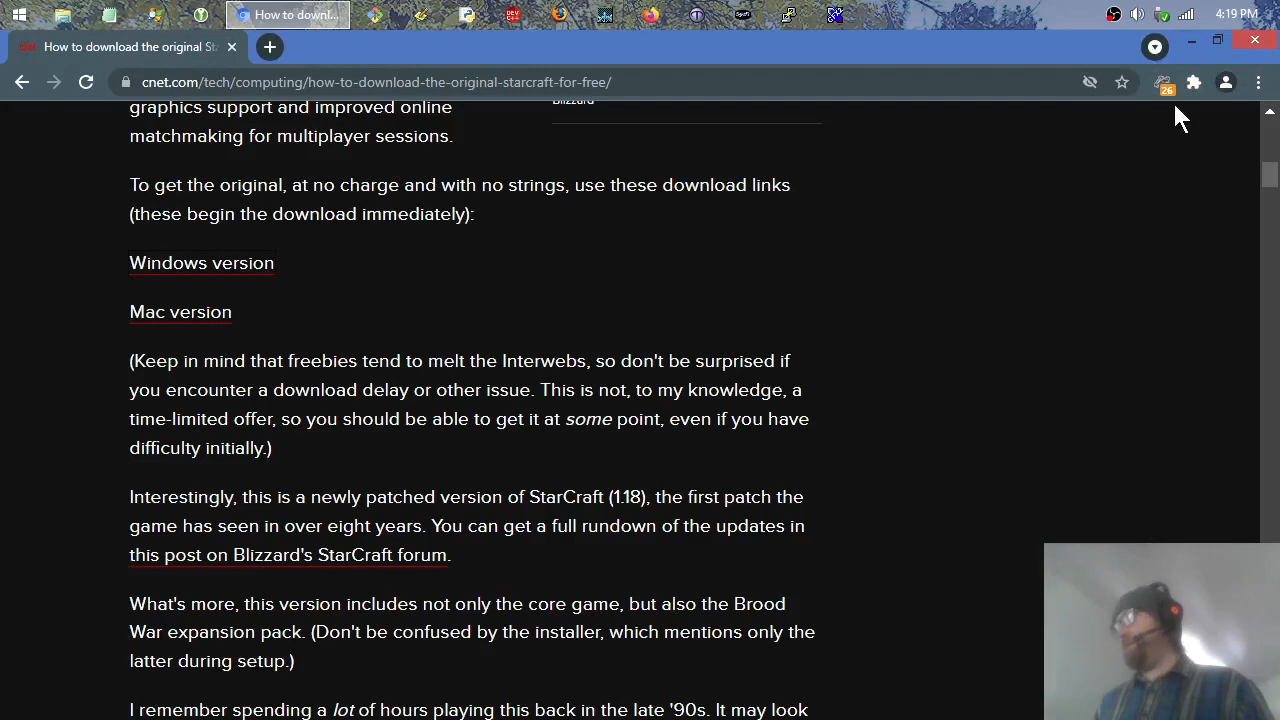 How to downl...
4:19 PM
How to download the original St
cnet.com/tech/computing/how-to-download-the-original-starcraft-for-free/
26
graphics support and improved online
matchmaking for multiplayer sessions.
Blizzard
To get the original, at no charge and with no strings, use these download links
(these begin the download immediately):
Windows version
Mac version
(Keep in mind that freebies tend to melt the Interwebs, so don't be surprised if
you encounter a download delay or other issue. This is not, to my knowledge, a
time-limited offer, so you should be able to get it at some point, even if you have
difficulty initially.)
Interestingly, this is a newly patched version of StarCraft (1.18), the first patch the
game has seen in over eight years. You can get a full rundown of the updates in
this post on Blizzard's StarCraft forum.
What's more, this version includes not only the core game, but also the Brood
War expansion pack. (Don't be confused by the installer, which mentions only the
latter during setup.)
I remember spending a lot of hours playing this back in the late '90s. It may look